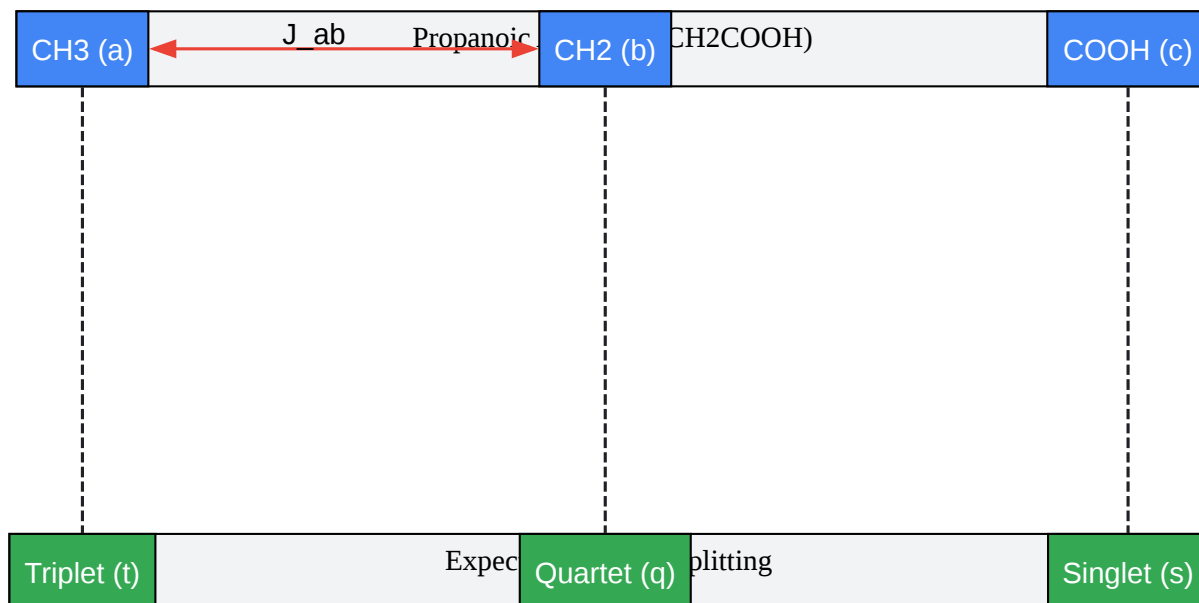 Propanoic CH2COOH)
CH3 (a)
J_ab
CH2 (b)
COOH (c)
Expec plitting
Triplet (t)
Quartet (q)
Singlet (s)